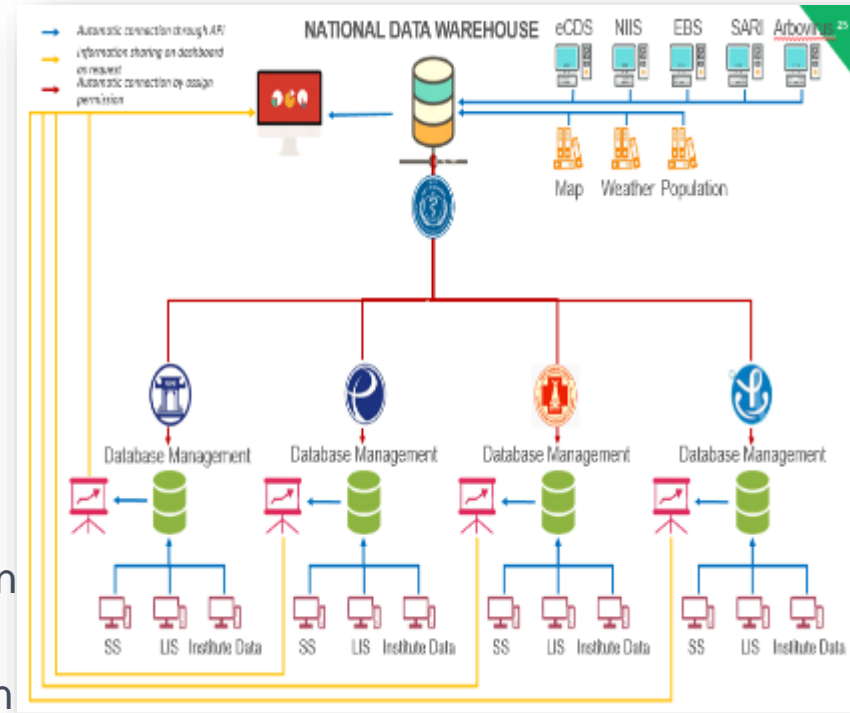 Automatic connection through API
Information sharing on dashboard
on request
Automatic connection by assign
permission
NATIONAL DATA WAREHOUSE
eCDS NIIS EBS SARI Arbovirus 25
Map Weather Population
Database Management Database Management Database Management Database Management
SS LIS Institute Data SS LIS Institute Data SS LIS Institute Data SS LIS Institute Data